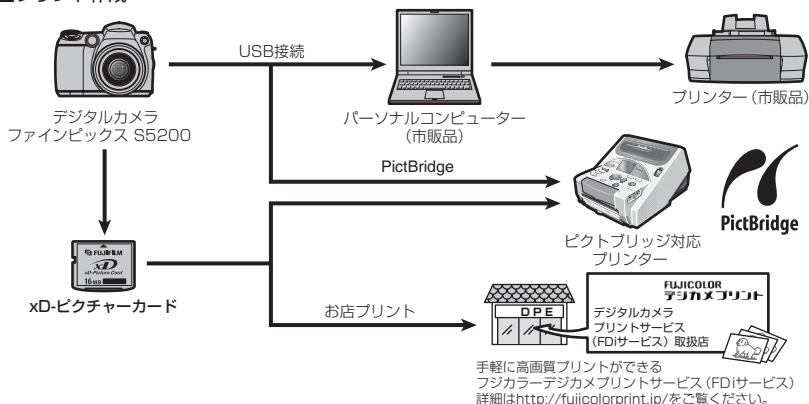 プリント作成
USB接続
デジタルカメラ
ファインピックス S5200
パーソナルコンピューター
(市販品)
プリンター(市販品)
PictBridge
ピクトブリッジ対応
プリンター
PictBridge
FUJIFILM
xD
xD-Picture Card
16MB
xD-ピクチャーカード
お店プリント
DPE
FUJICOLOR
デジカメプリント
デジタルカメラ
プリントサービス
(FDiサービス)取扱店
手軽に高画質プリントができる
フジカラーデジカメプリントサービス(FDiサービス)
詳細はhttp://fujicolorprint.jp/をご覧ください。